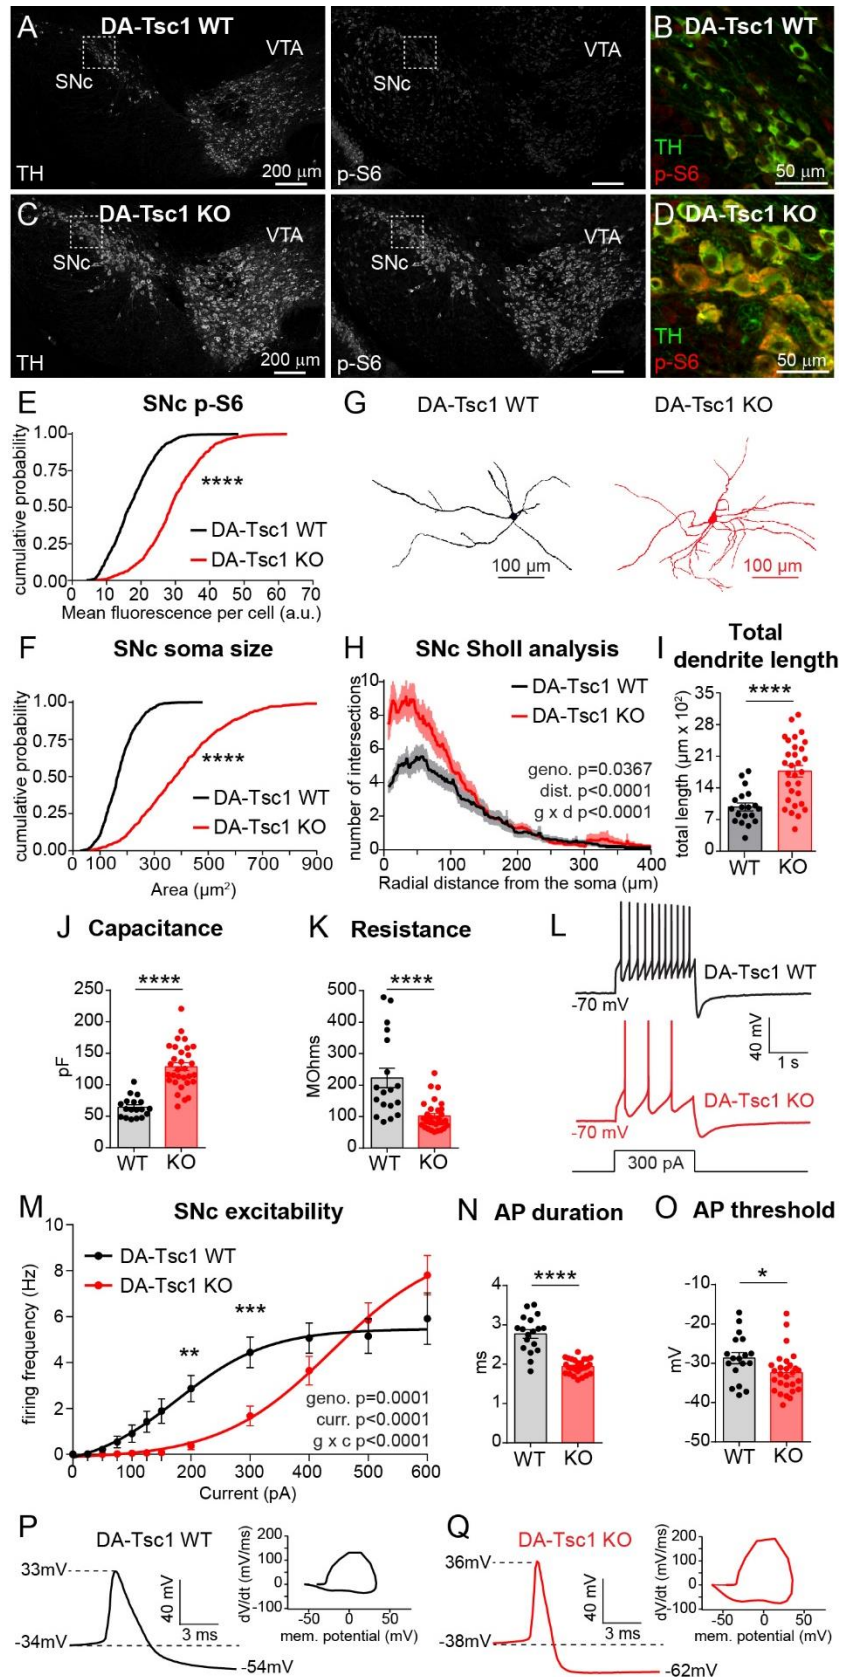 A
DA-Tsc1 WT
VTA
SNc
TH
200 µm
VTA
SNc
p-S6
B
DA-Tsc1 WT
TH
p-S6
50 µm
C
DA-Tsc1 KO
VTA
SNc
TH
200 µm
VTA
SNc
p-S6
D
DA-Tsc1 KO
TH
p-S6
50 µm
E
SNc p-S6
cumulative probability
1.00
0.75
0.50
0.25
0.00
****
DA-Tsc1 WT
DA-Tsc1 KO
0 10 20 30 40 50 60 70
Mean fluorescence per cell (a.u.)
G
DA-Tsc1 WT
DA-Tsc1 KO
100 µm
100 µm
F
SNc soma size
cumulative probability
1.00
0.75
0.50
0.25
0.00
****
DA-Tsc1 WT
DA-Tsc1 KO
0 100 300 500 700 900
Area (µm²)
H
SNc Sholl analysis
number of intersections
10
8
6
4
2
0
DA-Tsc1 WT
DA-Tsc1 KO
geno. p=0.0367
dist. p<0.0001
g x d p<0.0001
0 100 200 300 400
Radial distance from the soma (µm)
I
Total
dendrite length
****
total length (µm x 10²)
35
28
21
14
7
0
WT KO
J
Capacitance
****
pF
250
200
150
100
50
0
WT KO
K
Resistance
****
MOhms
500
400
300
200
100
0
WT KO
L
DA-Tsc1 WT
-70 mV
40 mV
1 s
DA-Tsc1 KO
-70 mV
300 pA
M
SNc excitability
firing frequency (Hz)
10
8
6
4
2
0
DA-Tsc1 WT
DA-Tsc1 KO
**
***
geno. p=0.0001
curr. p<0.0001
g x c p<0.0001
0 100 200 300 400 500 600
Current (pA)
N
AP duration
****
ms
4
3
2
1
0
WT KO
O
AP threshold
*
mV
-10
-20
-30
-40
-50
WT KO
P
DA-Tsc1 WT
33mV
-34mV
-54mV
40 mV
3 ms
dV/dt (mV/ms)
200
100
0
-100
-50 0 50
mem. potential (mV)
Q
DA-Tsc1 KO
36mV
-38mV
-62mV
40 mV
3 ms
dV/dt (mV/ms)
200
100
0
-100
-50 0 50
mem. potential (mV)